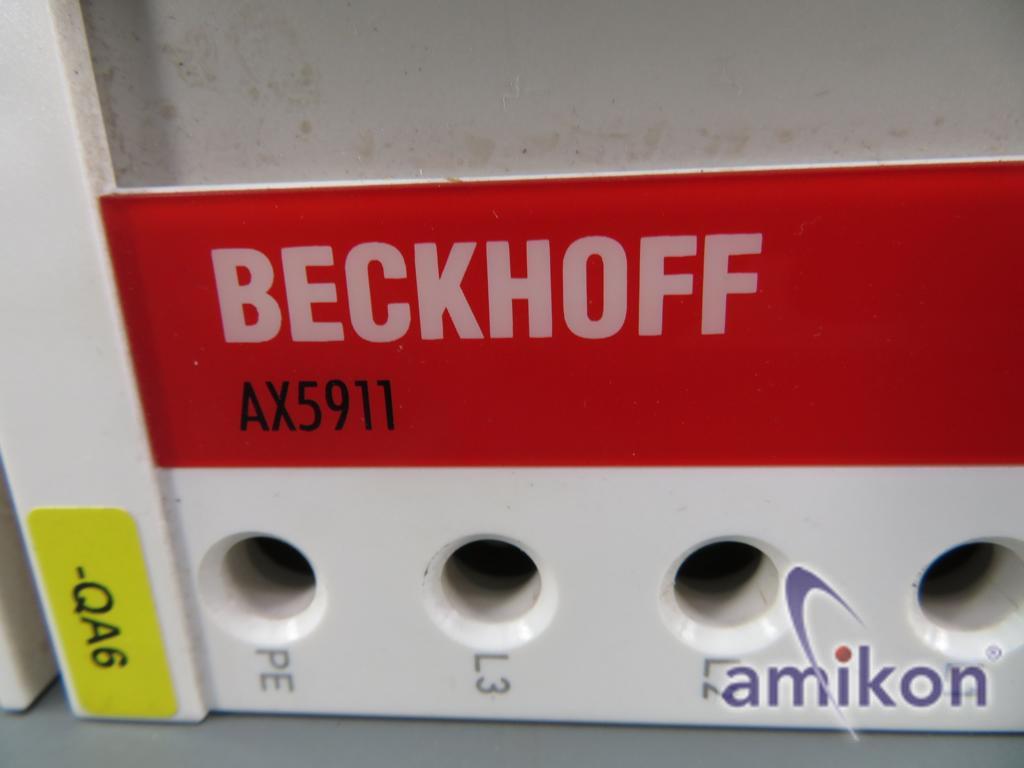 BECKHOFF
AX5911
-QA6
PE
L3
L2
amikon®